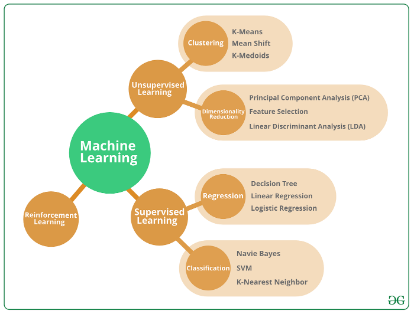 Machine
Learning
Unsupervised
Learning
Clustering
K-Means
Mean Shift
K-Medoids
Dimensionality
Reduction
Principal Component Analysis (PCA)
Feature Selection
Linear Discriminant Analysis (LDA)
Supervised
Learning
Regression
Decision Tree
Linear Regression
Logistic Regression
Classification
Navie Bayes
SVM
K-Nearest Neighbor
Reinforcement
Learning